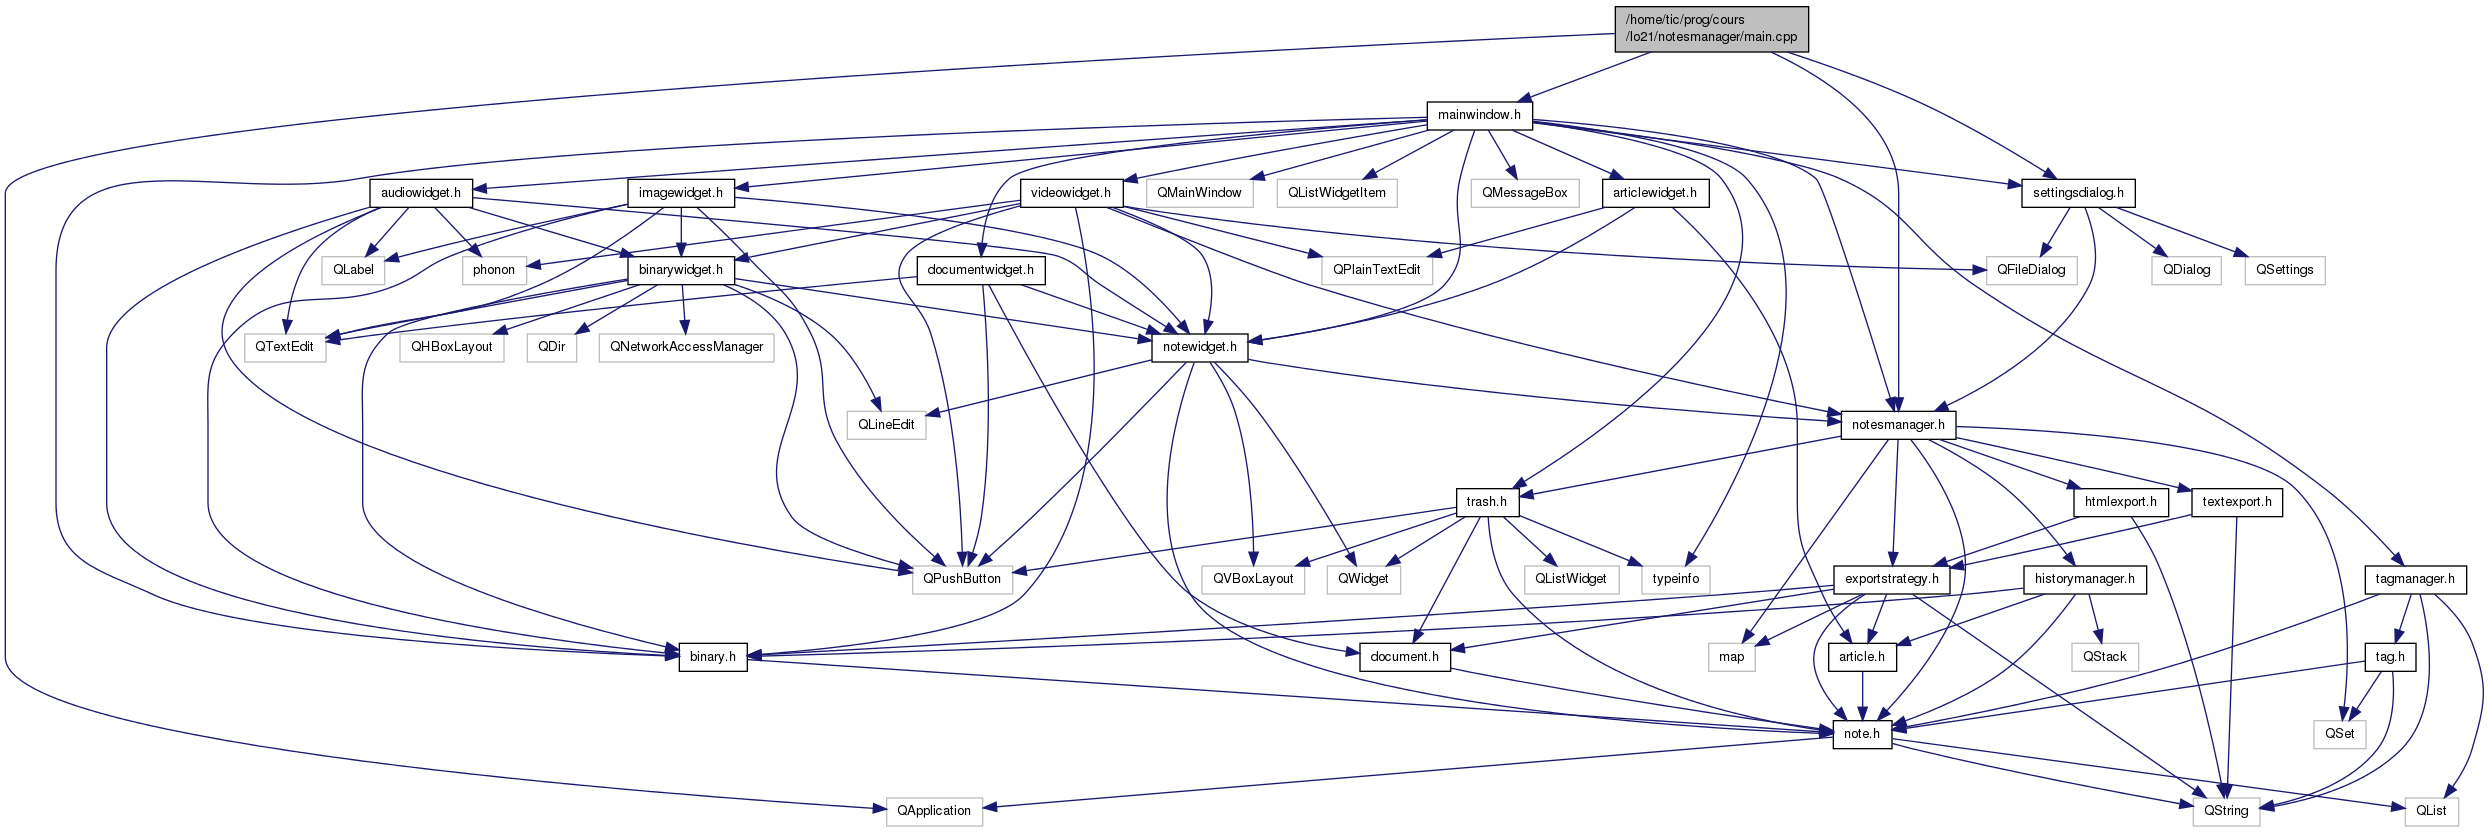 /home/tic/prog/cours
/lo21/notesmanager/main.cpp
mainwindow.h
audiowidget.h
imagewidget.h
videowidget.h
QMainWindow
QListWidgetItem
QMessageBox
articlewidget.h
settingsdialog.h
QLabel
phonon
binarywidget.h
documentwidget.h
QPlainTextEdit
QFileDialog
QDialog
QSettings
QTextEdit
QHBoxLayout
QDir
QNetworkAccessManager
notewidget.h
QLineEdit
notesmanager.h
trash.h
htmlexport.h
textexport.h
QPushButton
QVBoxLayout
QWidget
QListWidget
typeinfo
exportstrategy.h
historymanager.h
tagmanager.h
binary.h
document.h
map
article.h
QStack
tag.h
note.h
QSet
QApplication
QString
QList